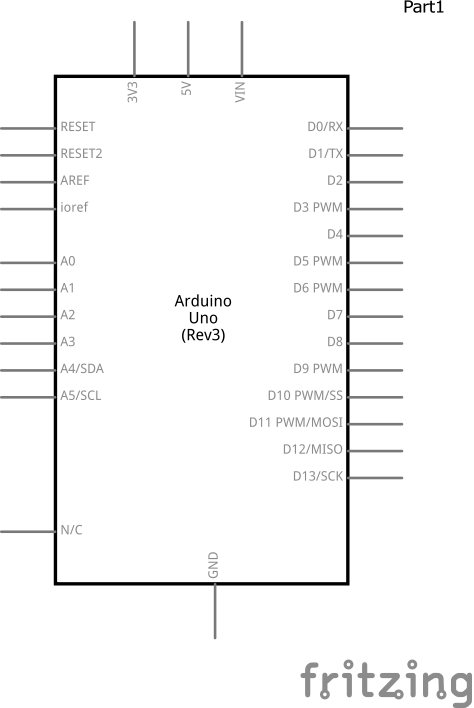 Part1
3V3
5V
VIN
RESET
RESET2
AREF
ioref
A0
A1
A2
A3
A4/SDA
A5/SCL
N/C
Arduino
Uno
(Rev3)
D0/RX
D1/TX
D2
D3 PWM
D4
D5 PWM
D6 PWM
D7
D8
D9 PWM
D10 PWM/SS
D11 PWM/MOSI
D12/MISO
D13/SCK
GND
fritzing